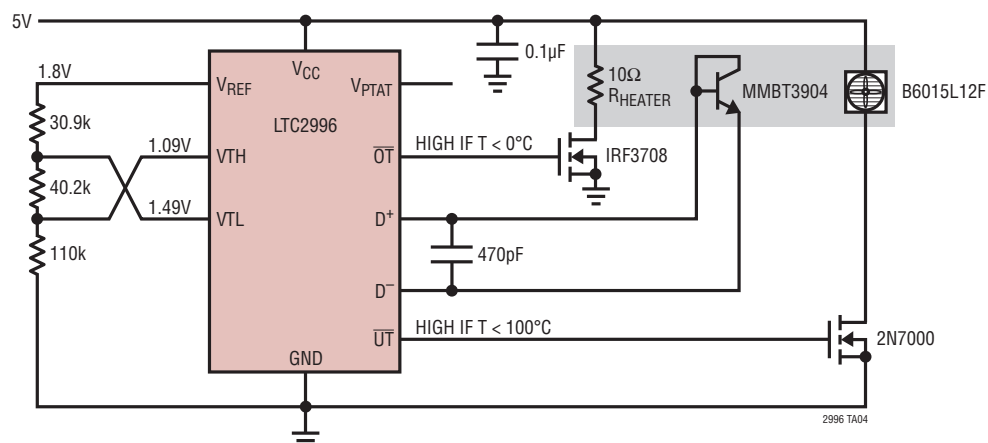 5V
1.8V
30.9k
40.2k
110k
1.09V
1.49V
VREF
VTH
VTL
VCC
LTC2996
GND
VPTAT
OT
D+
D−
UT
0.1µF
10Ω
RHEATER
MMBT3904
B6015L12F
HIGH IF T < 0°C
IRF3708
470pF
HIGH IF T < 100°C
2N7000
2996 TA04